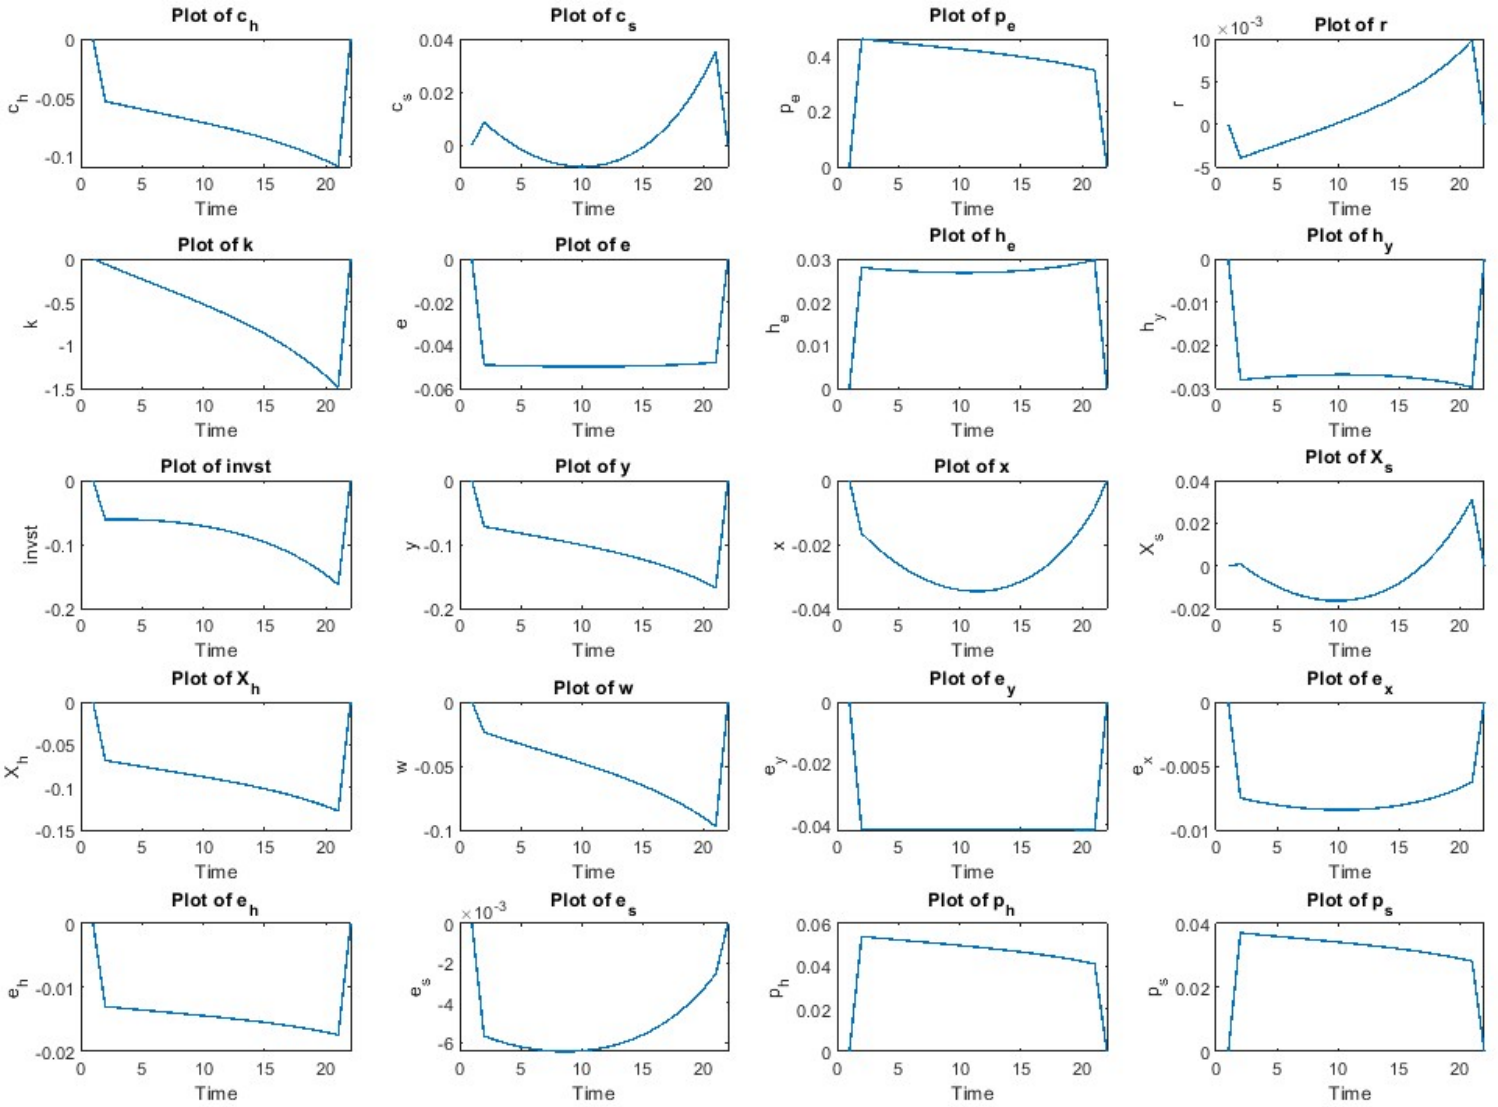 Plot of c_h
0
-0.05
-0.1
c_h
0 5 10 15 20
Time
Plot of c_s
0.04
0.02
0
c_s
0 5 10 15 20
Time
Plot of p_e
0.4
0.2
0
p_e
0 5 10 15 20
Time
×10^-3
Plot of r
10
5
0
-5
r
0 5 10 15 20
Time
Plot of k
0
-0.5
-1
-1.5
k
0 5 10 15 20
Time
Plot of e
0
-0.02
-0.04
-0.06
e
0 5 10 15 20
Time
Plot of h_e
0.03
0.02
0.01
0
h_e
0 5 10 15 20
Time
Plot of h_y
0
-0.01
-0.02
-0.03
h_y
0 5 10 15 20
Time
Plot of invst
0
-0.1
-0.2
invst
0 5 10 15 20
Time
Plot of y
0
-0.1
-0.2
y
0 5 10 15 20
Time
Plot of x
0
-0.02
-0.04
x
0 5 10 15 20
Time
Plot of X_s
0.04
0.02
0
-0.02
X_s
0 5 10 15 20
Time
Plot of X_h
0
-0.05
-0.1
-0.15
X_h
0 5 10 15 20
Time
Plot of w
0
-0.05
-0.1
w
0 5 10 15 20
Time
Plot of e_y
0
-0.02
-0.04
e_y
0 5 10 15 20
Time
Plot of e_x
0
-0.005
-0.01
e_x
0 5 10 15 20
Time
Plot of e_h
0
-0.01
-0.02
e_h
0 5 10 15 20
Time
×10^-3
Plot of e_s
0
-2
-4
-6
e_s
0 5 10 15 20
Time
Plot of p_h
0.06
0.04
0.02
0
p_h
0 5 10 15 20
Time
Plot of p_s
0.04
0.02
0
p_s
0 5 10 15 20
Time